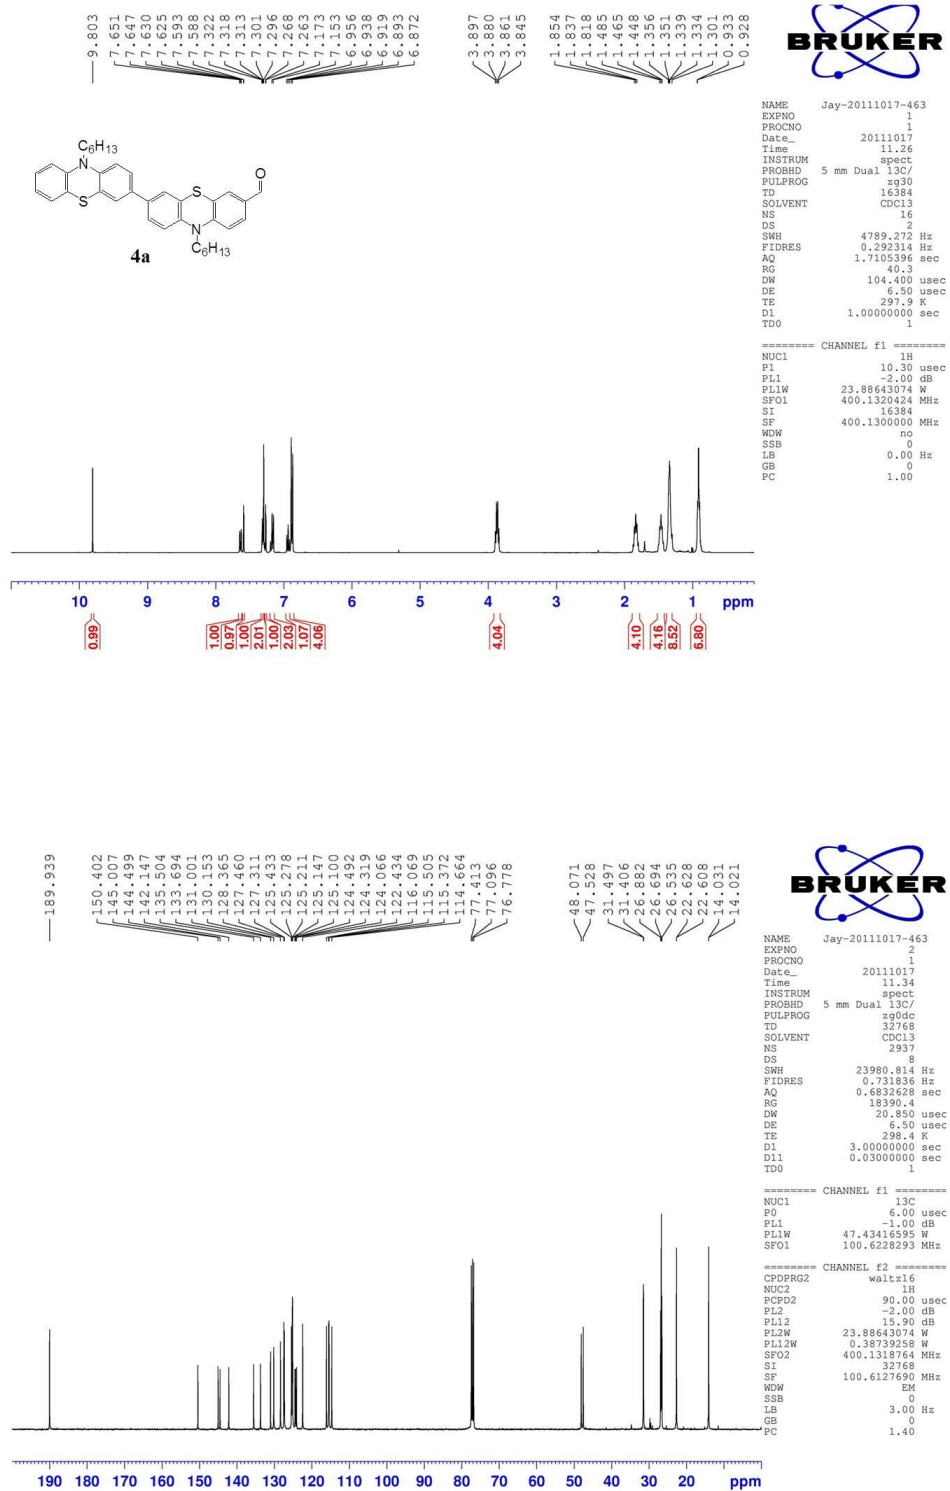 9.803
7.651
7.647
7.630
7.625
7.593
7.588
7.322
7.318
7.313
7.301
7.296
7.268
7.263
7.173
7.153
6.956
6.938
6.919
6.893
6.872
3.897
3.880
3.861
3.845
1.854
1.837
1.818
1.485
1.465
1.448
1.356
1.351
1.339
1.334
1.301
0.933
0.928
BRUKER
C6H13
N
S
S
O
N
C6H13
4a
NAME Jay-20111017-463
EXPNO 1
PROCNO 1
Date_ 20111017
Time 11.26
INSTRUM spect
PROBHD 5 mm Dual 13C/
PULPROG zg30
TD 16384
SOLVENT CDCl3
NS 16
DS 2
SWH 4789.272 Hz
FIDRES 0.292314 Hz
AQ 1.7105396 sec
RG 40.3
DW 104.400 usec
DE 6.50 usec
TE 297.9 K
D1 1.00000000 sec
TD0 1
======== CHANNEL f1 ========
NUC1 1H
P1 10.30 usec
PL1 -2.00 dB
PL1W 23.88643074 W
SFO1 400.1320424 MHz
SI 16384
SF 400.1300000 MHz
WDW no
SSB 0
LB 0.00 Hz
GB 0
PC 1.00
10 9 8 7 6 5 4 3 2 1 ppm
0.99 1.00 0.97 1.00 2.01 1.00 2.03 1.07 4.06 4.04 4.10 4.16 8.52 6.80
189.939
150.402
145.007
144.499
142.147
135.504
133.694
131.001
130.153
128.365
127.460
127.311
125.433
125.278
125.211
125.147
125.100
124.492
124.319
124.066
122.434
116.069
115.505
115.372
114.664
77.413
77.096
76.778
48.071
47.528
31.497
31.406
26.882
26.694
26.535
22.628
22.608
14.031
14.021
BRUKER
NAME Jay-20111017-463
EXPNO 2
PROCNO 1
Date_ 20111017
Time 11.34
INSTRUM spect
PROBHD 5 mm Dual 13C/
PULPROG zg0dc
TD 32768
SOLVENT CDCl3
NS 2937
DS 8
SWH 23980.814 Hz
FIDRES 0.731836 Hz
AQ 0.6832628 sec
RG 18390.4
DW 20.850 usec
DE 6.50 usec
TE 298.4 K
D1 3.00000000 sec
D11 0.03000000 sec
TD0 1
======== CHANNEL f1 ========
NUC1 13C
P0 6.00 usec
PL1 -1.00 dB
PL1W 47.43416595 W
SFO1 100.6228293 MHz
======== CHANNEL f2 ========
CPDPRG2 waltz16
NUC2 1H
PCPD2 90.00 usec
PL2 -2.00 dB
PL12 15.90 dB
PL2W 23.88643074 W
PL12W 0.38739258 W
SFO2 400.1318764 MHz
SI 32768
SF 100.6127690 MHz
WDW EM
SSB 0
LB 3.00 Hz
GB 0
PC 1.40
190 180 170 160 150 140 130 120 110 100 90 80 70 60 50 40 30 20 ppm